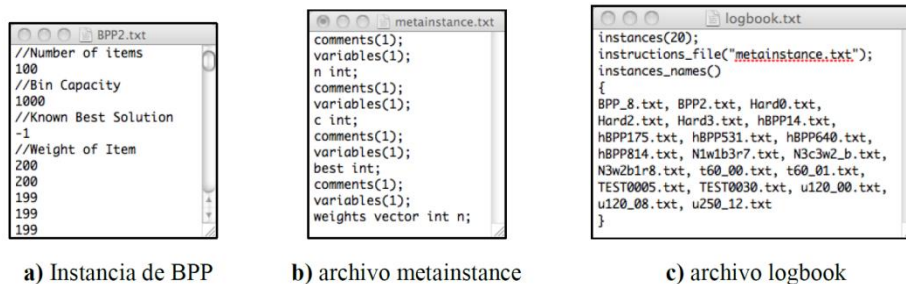 BPP2.txt
//Number of items
100
//Bin Capacity
1000
//Known Best Solution
-1
//Weight of Item
200
200
199
199
199
a) Instancia de BPP
metainstance.txt
comments(1);
variables(1);
n int;
comments(1);
variables(1);
c int;
comments(1);
variables(1);
best int;
comments(1);
variables(1);
weights vector int n;
b) archivo metainstance
logbook.txt
instances(20);
instructions_file("metainstance.txt");
instances_names()
{
BPP_8.txt, BPP2.txt, Hard0.txt,
Hard2.txt, Hard3.txt, hBPP14.txt,
hBPP175.txt, hBPP531.txt, hBPP640.txt,
hBPP814.txt, N1w1b3r7.txt, N3c3w2_b.txt,
N3w2b1r8.txt, t60_00.txt, t60_01.txt,
TEST0005.txt, TEST0030.txt, u120_00.txt,
u120_08.txt, u250_12.txt
}
c) archivo logbook